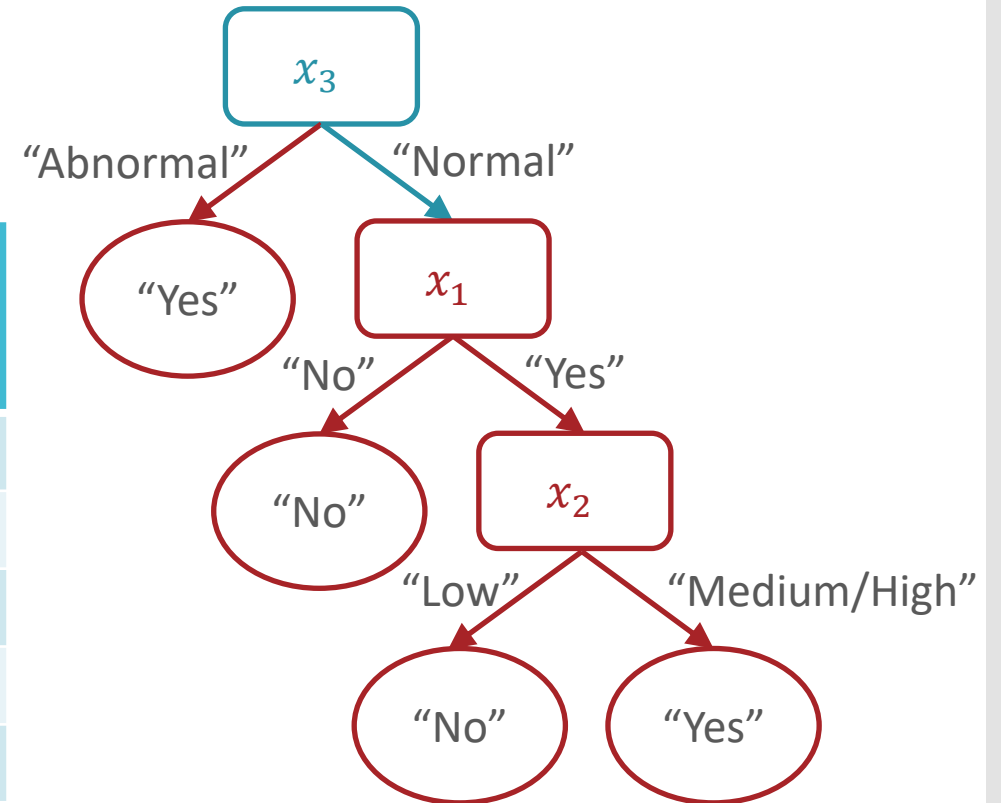 x₃
“Abnormal” “Normal”
“Yes” x₁
“No” “Yes”
“No” x₂
“Low” “Medium/High”
“No” “Yes”